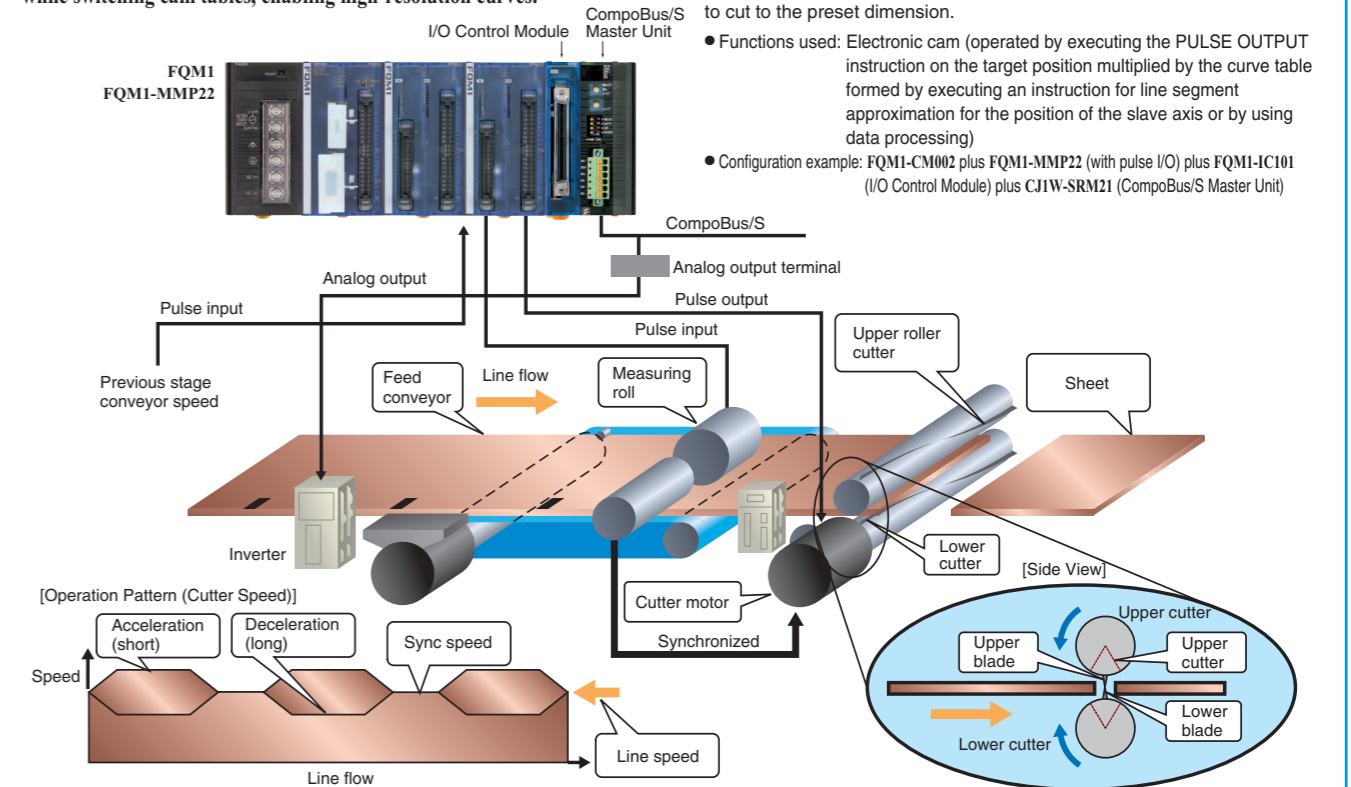 while switching cam tables, enabling high-resolution curves.
to cut to the preset dimension.
● Functions used: Electronic cam (operated by executing the PULSE OUTPUT
instruction on the target position multiplied by the curve table
formed by executing an instruction for line segment
approximation for the position of the slave axis or by using
data processing)
● Configuration example: FQM1-CM002 plus FQM1-MMP22 (with pulse I/O) plus FQM1-IC101
(I/O Control Module) plus CJ1W-SRM21 (CompoBus/S Master Unit)
I/O Control Module
CompoBus/S
Master Unit
FQM1
FQM1-MMP22
FQM1
FQM1
FQM1
CompoBus/S
Analog output terminal
Analog output
Pulse output
Pulse input
Pulse input
Previous stage
conveyor speed
Feed
conveyor
Line flow
Measuring
roll
Upper roller
cutter
Sheet
Inverter
Lower
cutter
Cutter motor
Synchronized
[Operation Pattern (Cutter Speed)]
Acceleration
(short)
Deceleration
(long)
Sync speed
Speed
Line speed
Line flow
[Side View]
Upper cutter
Upper
blade
Upper
cutter
Lower
blade
Lower cutter